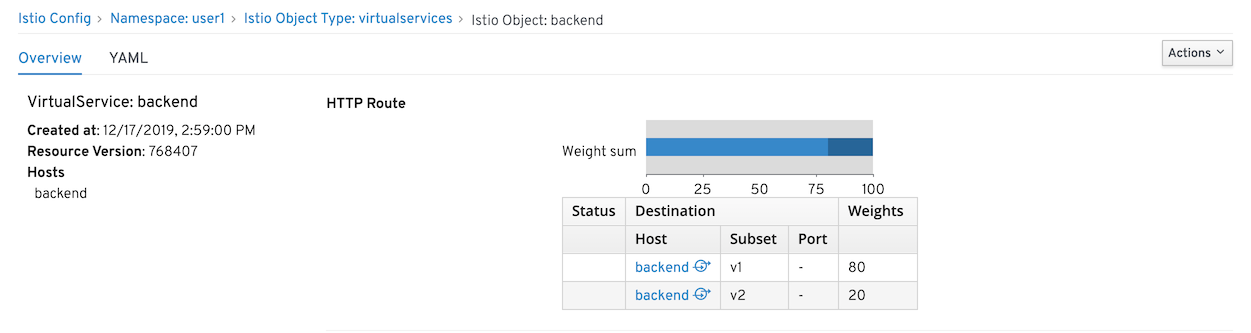 Istio Config > Namespace: user1 > Istio Object Type: virtualservices > Istio Object: backend
Overview YAML Actions
VirtualService: backend
Created at: 12/17/2019, 2:59:00 PM
Resource Version: 768407
Hosts
backend
HTTP Route
Weight sum
0 25 50 75 100
Status Destination Weights
Host Subset Port
backend v1 - 80
backend v2 - 20